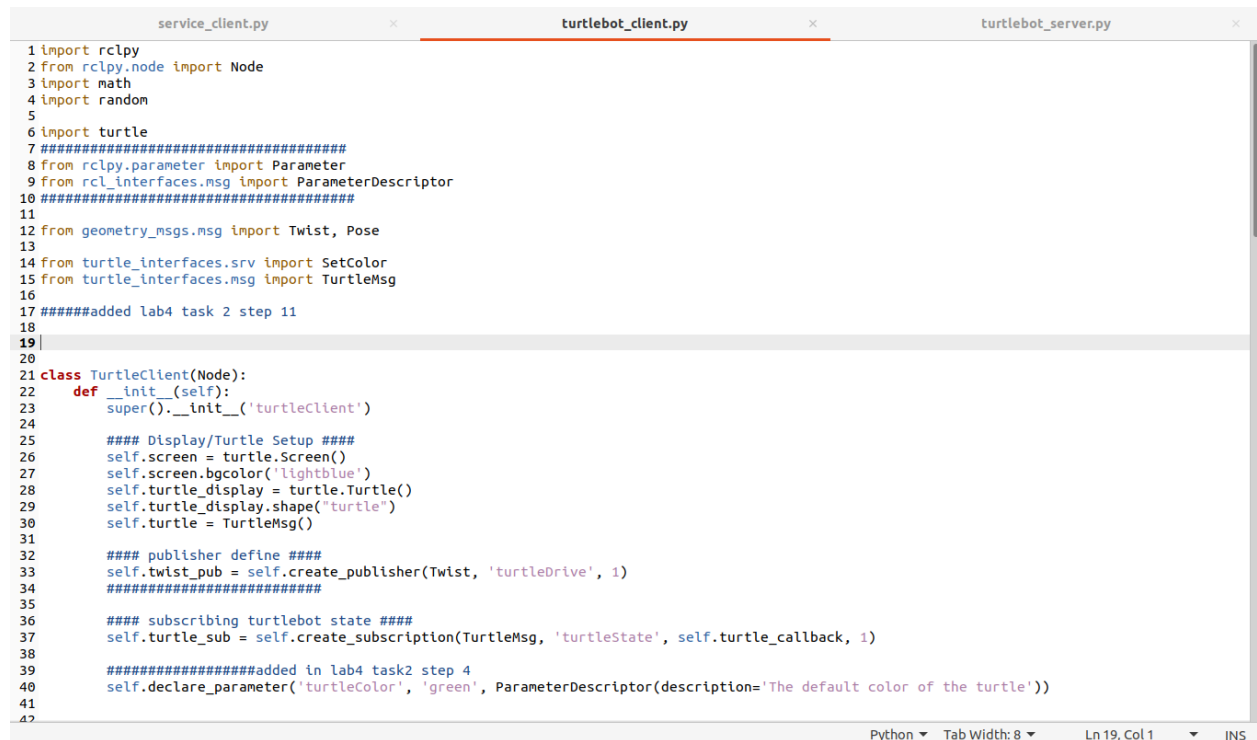 service_client.py × turtlebot_client.py × turtlebot_server.py ×
1 import rclpy
2 from rclpy.node import Node
3 import math
4 import random
5
6 import turtle
7 #####################################
8 from rclpy.parameter import Parameter
9 from rcl_interfaces.msg import ParameterDescriptor
10 ######################################
11
12 from geometry_msgs.msg import Twist, Pose
13
14 from turtle_interfaces.srv import SetColor
15 from turtle_interfaces.msg import TurtleMsg
16
17 ######added lab4 task 2 step 11
18
19
20
21 class TurtleClient(Node):
22     def __init__(self):
23         super().__init__('turtleClient')
24
25         #### Display/Turtle Setup ####
26         self.screen = turtle.Screen()
27         self.screen.bgcolor('lightblue')
28         self.turtle_display = turtle.Turtle()
29         self.turtle_display.shape("turtle")
30         self.turtle = TurtleMsg()
31
32         #### publisher define ####
33         self.twist_pub = self.create_publisher(Twist, 'turtleDrive', 1)
34         ##########################
35
36         #### subscribing turtlebot state ####
37         self.turtle_sub = self.create_subscription(TurtleMsg, 'turtleState', self.turtle_callback, 1)
38
39         ##################added in lab4 task2 step 4
40         self.declare_parameter('turtleColor', 'green', ParameterDescriptor(description='The default color of the turtle'))
41
42
Python Tab Width: 8 Ln 19, Col 1 INS